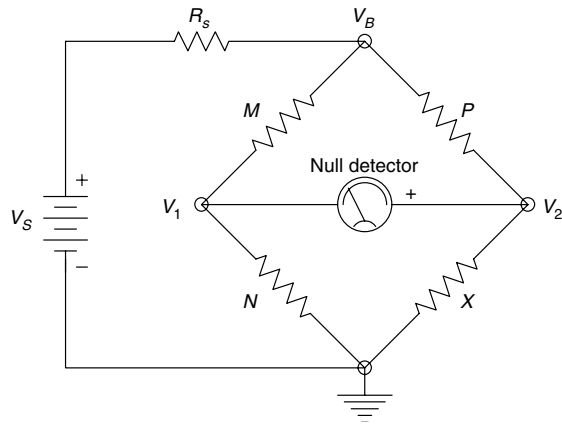 R_s
V_B
M
P
Null detector
+
+
V_1
V_2
V_S
−
N
X